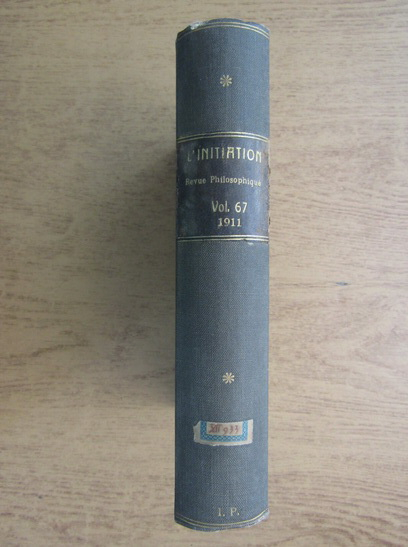 L'INITIATION
Revue Philosophique
Vol. 67
1911
I. P.